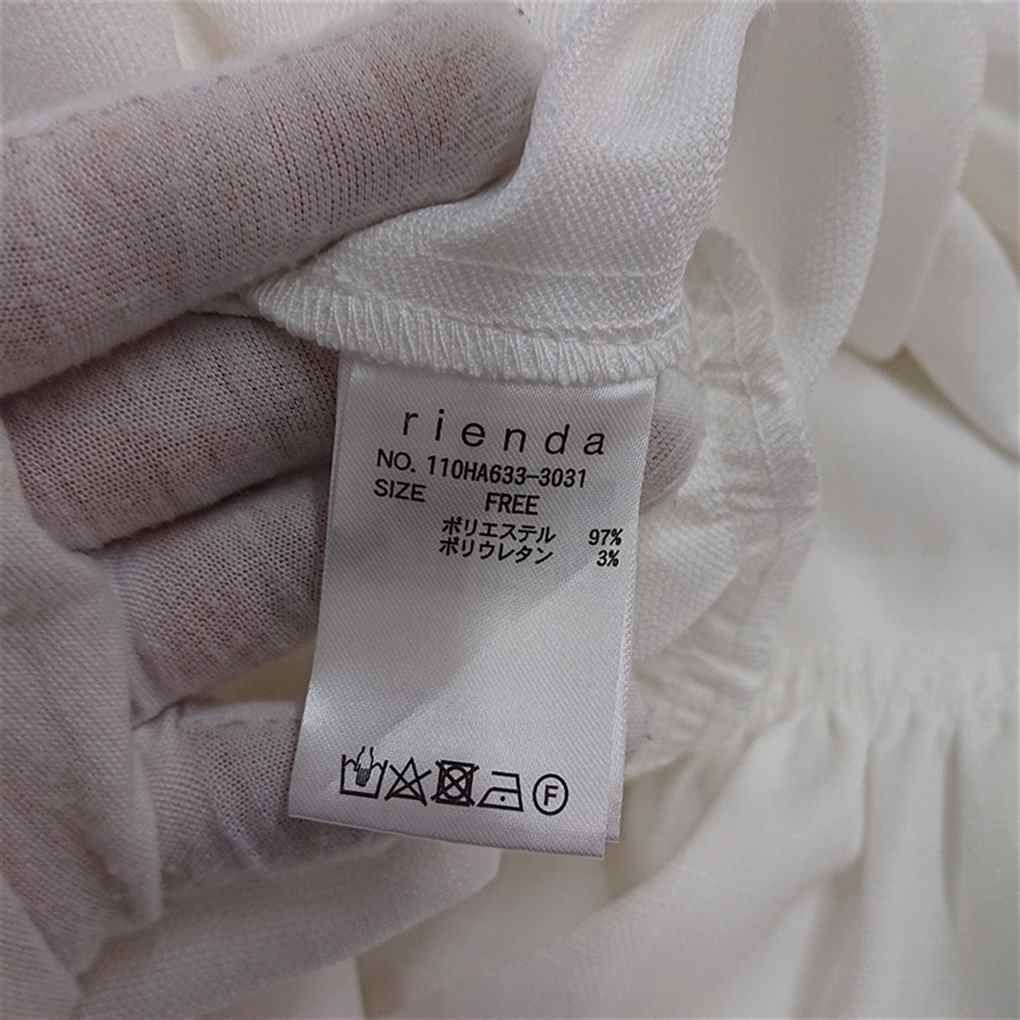 rienda
NO. 110HA633-3031
SIZE FREE
ポリエステル 97%
ポリウレタン 3%
F